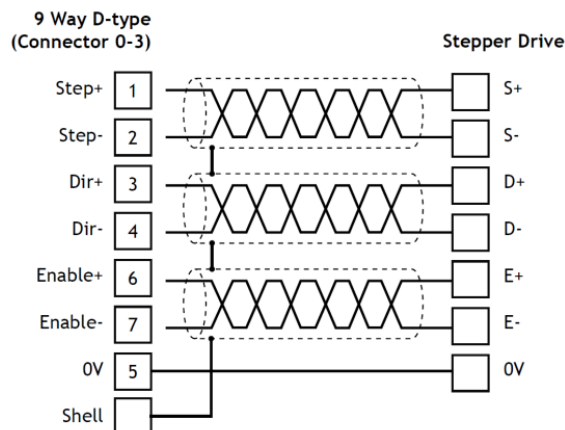 9 Way D-type
(Connector 0-3)
Stepper Drive
Step+ 1 S+
Step- 2 S-
Dir+ 3 D+
Dir- 4 D-
Enable+ 6 E+
Enable- 7 E-
0V 5 0V
Shell